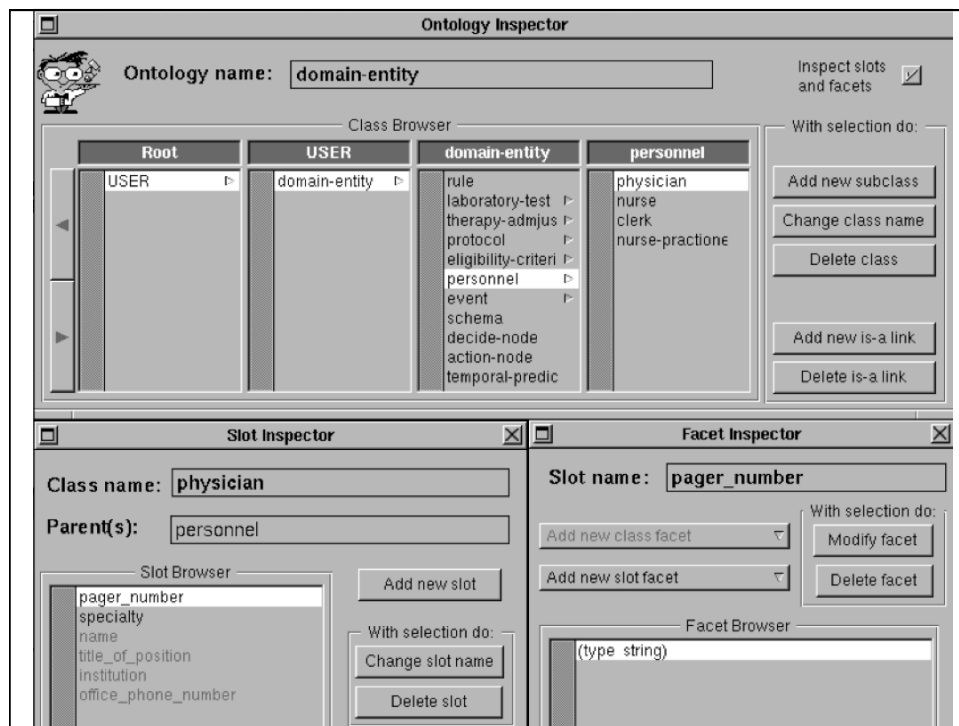 Ontology Inspector
Ontology name: domain-entity
Inspect slots
and facets
Class Browser
With selection do:
Root USER domain-entity personnel
USER
domain-entity
rule
laboratory-test
therapy-admjus
protocol
eligibility-criteri
personnel
event
schema
decide-node
action-node
temporal-predic
physician
nurse
clerk
nurse-practione
Add new subclass
Change class name
Delete class
Add new is-a link
Delete is-a link
Slot Inspector
Class name: physician
Parent(s): personnel
Slot Browser
pager_number
specialty
name
title_of_position
institution
office_phone_number
Add new slot
With selection do:
Change slot name
Delete slot
Facet Inspector
Slot name: pager_number
Add new class facet
Add new slot facet
With selection do:
Modify facet
Delete facet
Facet Browser
(type string)